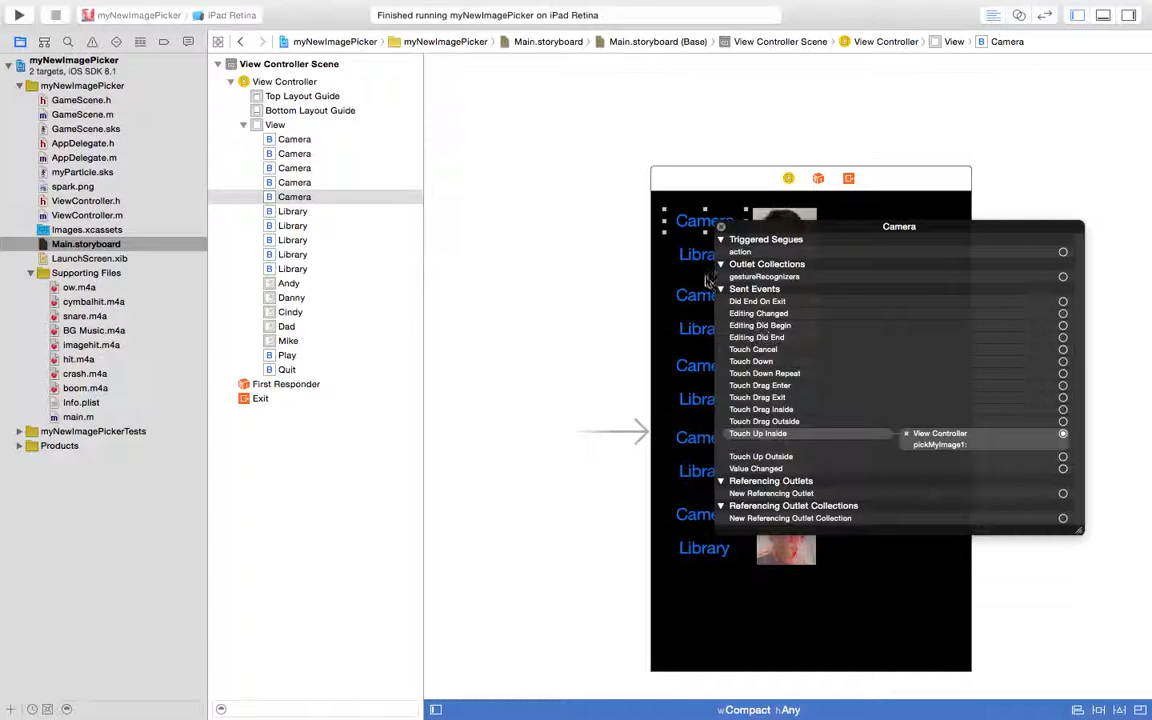 myNewImagePicker iPad Retina
Finished running myNewImagePicker on iPad Retina
myNewImagePicker
2 targets, iOS SDK 8.1
myNewImagePicker
GameScene.h
GameScene.m
GameScene.sks
AppDelegate.h
AppDelegate.m
myParticle.sks
spark.png
ViewController.h
ViewController.m
Images.xcassets
Main.storyboard
LaunchScreen.xib
Supporting Files
ow.m4a
cymbalhit.m4a
snare.m4a
BG Music.m4a
imagehit.m4a
hit.m4a
crash.m4a
boom.m4a
Info.plist
main.m
myNewImagePickerTests
Products
myNewImagePicker myNewImagePicker Main.storyboard Main.storyboard (Base) View Controller Scene View Controller View B Camera
View Controller Scene
View Controller
Top Layout Guide
Bottom Layout Guide
View
B Camera
B Camera
B Camera
B Camera
B Camera
B Library
B Library
B Library
B Library
B Library
Andy
Danny
Cindy
Dad
Mike
B Play
B Quit
First Responder
Exit
Camera
Libra
Came
Libra
Came
Libra
Came
Libra
Came
Library
Camera
Triggered Segues
action
Outlet Collections
gestureRecognizers
Sent Events
Did End On Exit
Editing Changed
Editing Did Begin
Editing Did End
Touch Cancel
Touch Down
Touch Down Repeat
Touch Drag Enter
Touch Drag Exit
Touch Drag Inside
Touch Drag Outside
Touch Up Inside View Controller
pickMyImage1:
Touch Up Outside
Value Changed
Referencing Outlets
New Referencing Outlet
Referencing Outlet Collections
New Referencing Outlet Collection
wCompact hAny